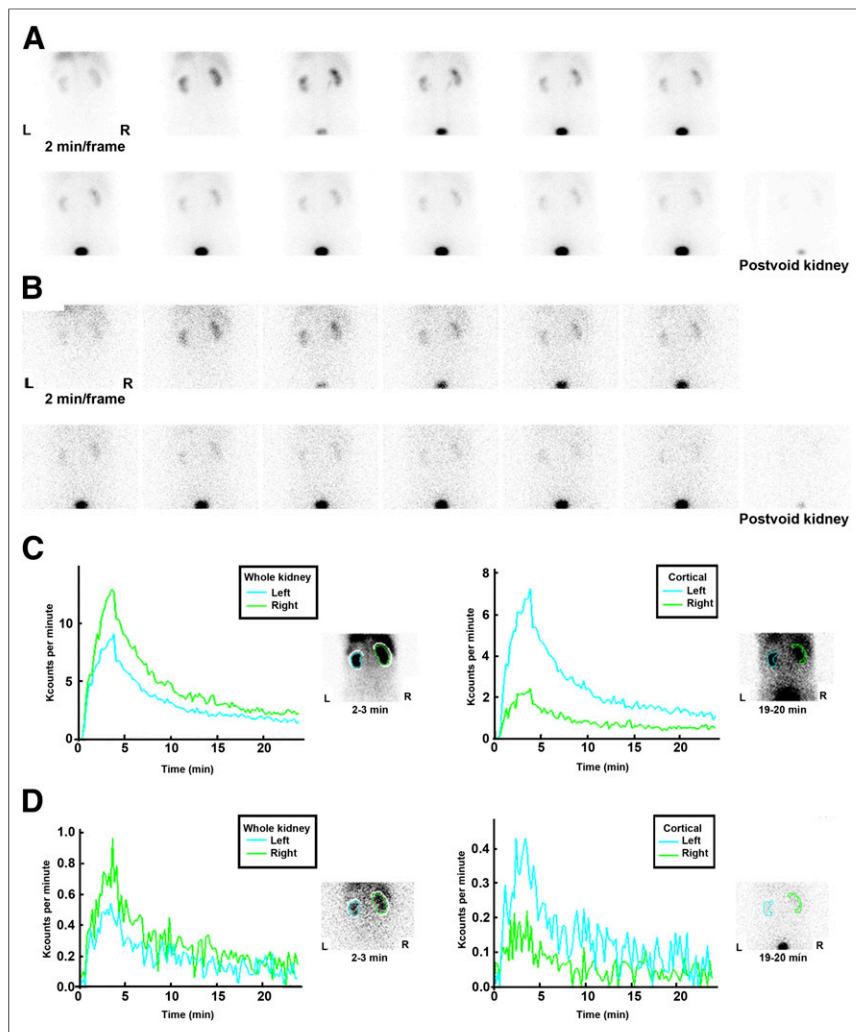 A
L R
2 min/frame
Postvoid kidney
B
L R
2 min/frame
Postvoid kidney
C
Kcounts per minute
10
5
0
0 5 10 15 20
Time (min)
Whole kidney
Left
Right
L R
2-3 min
Kcounts per minute
8
6
4
2
0
0 5 10 15 20
Time (min)
Cortical
Left
Right
L R
19-20 min
D
Kcounts per minute
1.0
0.8
0.6
0.4
0.2
0
0 5 10 15 20
Time (min)
Whole kidney
Left
Right
L R
2-3 min
Kcounts per minute
0.4
0.3
0.2
0.1
0
0 5 10 15 20
Time (min)
Cortical
Left
Right
L R
19-20 min